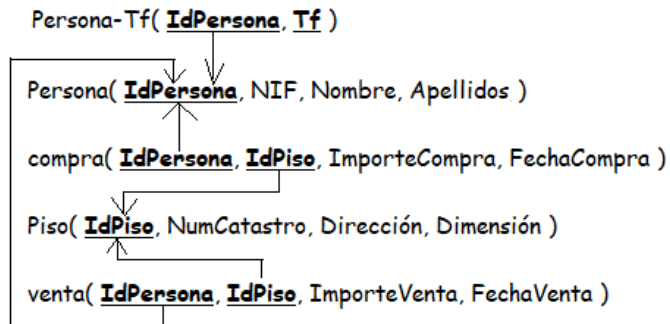 Persona-Tf( IdPersona, Tf )
Persona( IdPersona, NIF, Nombre, Apellidos )
compra( IdPersona, IdPiso, ImporteCompra, FechaCompra )
Piso( IdPiso, NumCatastro, Dirección, Dimensión )
venta( IdPersona, IdPiso, ImporteVenta, FechaVenta )